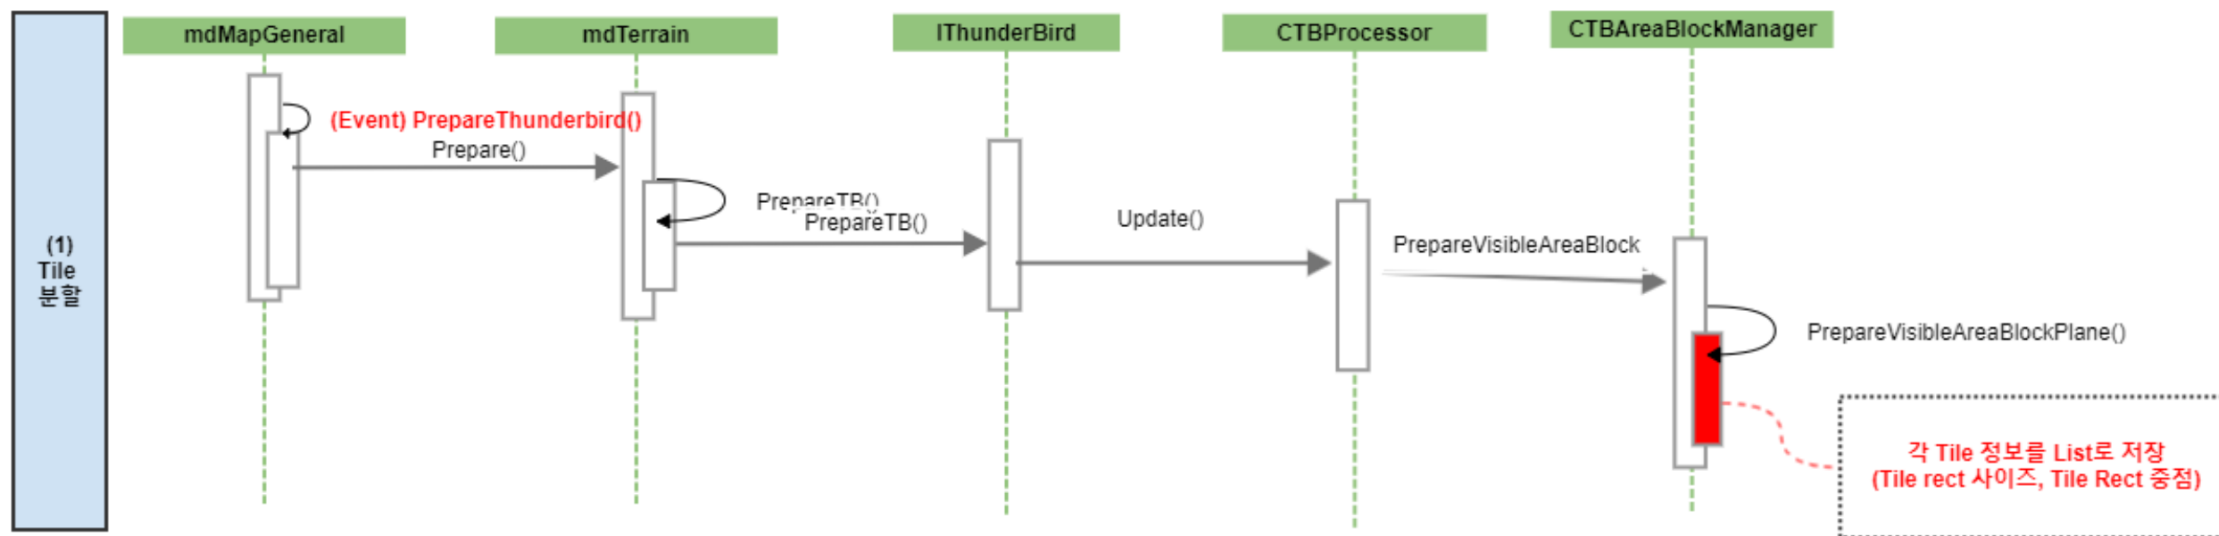 mdMapGeneral
mdTerrain
IThunderBird
CTBProcessor
CTBAreaBlockManager
(Event) PrepareThunderbird()
Prepare()
PrepareTB()
PrepareTB()
Update()
PrepareVisibleAreaBlock
PrepareVisibleAreaBlockPlane()
(1)
Tile
분할
각 Tile 정보를 List로 저장
(Tile rect 사이즈, Tile Rect 중점)